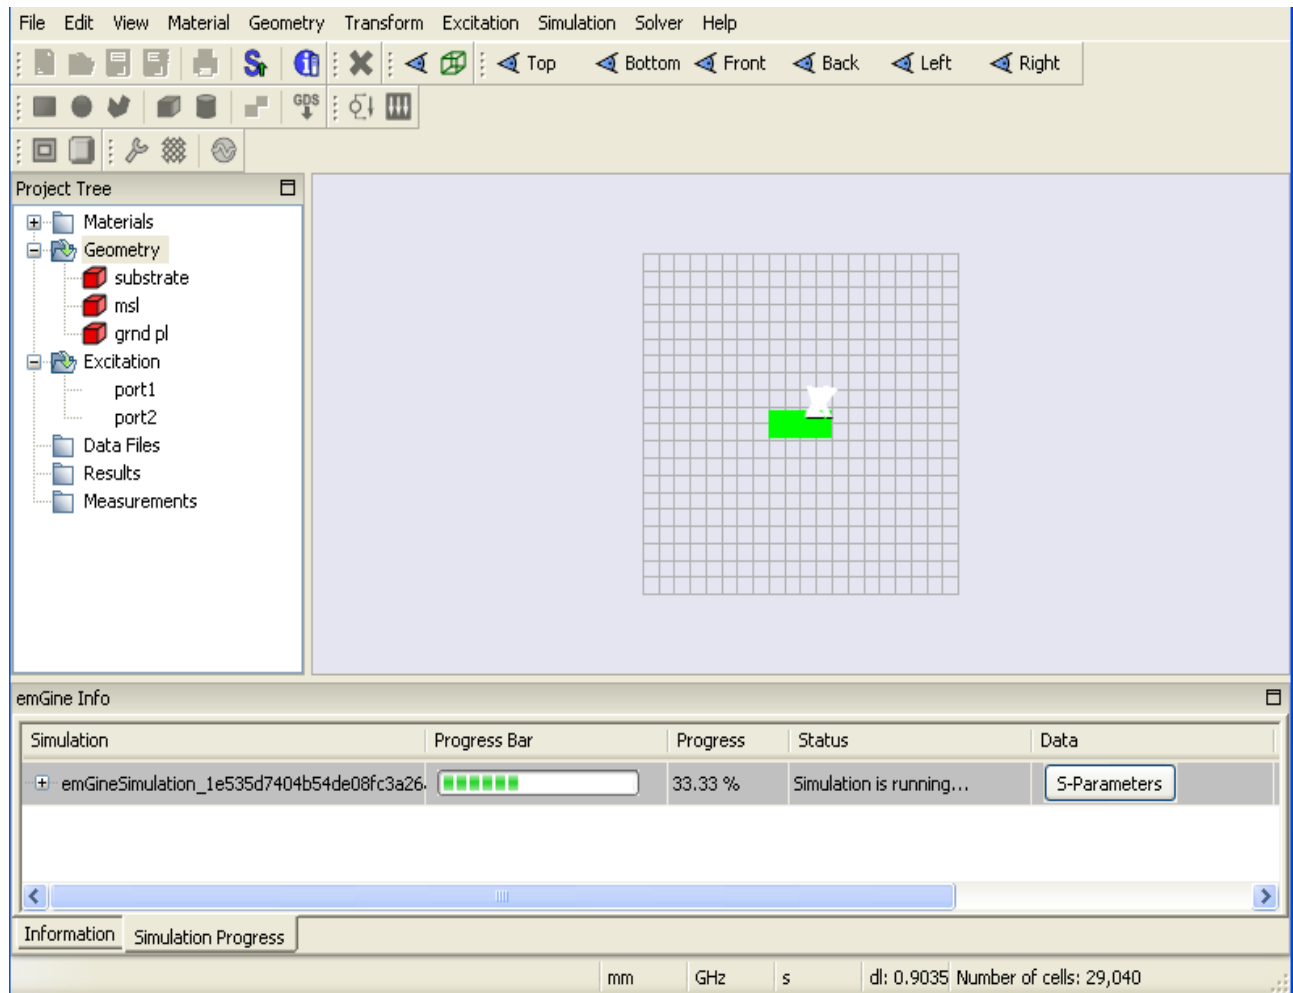 File Edit View Material Geometry Transform Excitation Simulation Solver Help
S Top Bottom Front Back Left Right
GDS
Project Tree
Materials
Geometry
substrate
msl
grnd pl
Excitation
port1
port2
Data Files
Results
Measurements
emGine Info
Simulation Progress Bar Progress Status Data
emGineSimulation_1e535d7404b54de08fc3a26. 33.33 % Simulation is running... S-Parameters
Information Simulation Progress
mm GHz s dl: 0.9035 Number of cells: 29,040